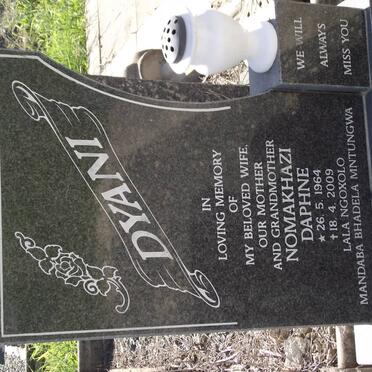 DYANI
IN
LOVING MEMORY
OF
MY BELOVED WIFE,
OUR MOTHER
AND GRANDMOTHER
NOMAKHAZI
DAPHNE
★ 26. 5. 1964
✝ 18. 4. 2009
LALA NGOXOLO
MANDABA BHADELA MNTUNGWA
WE WILL
ALWAYS
MISS YOU